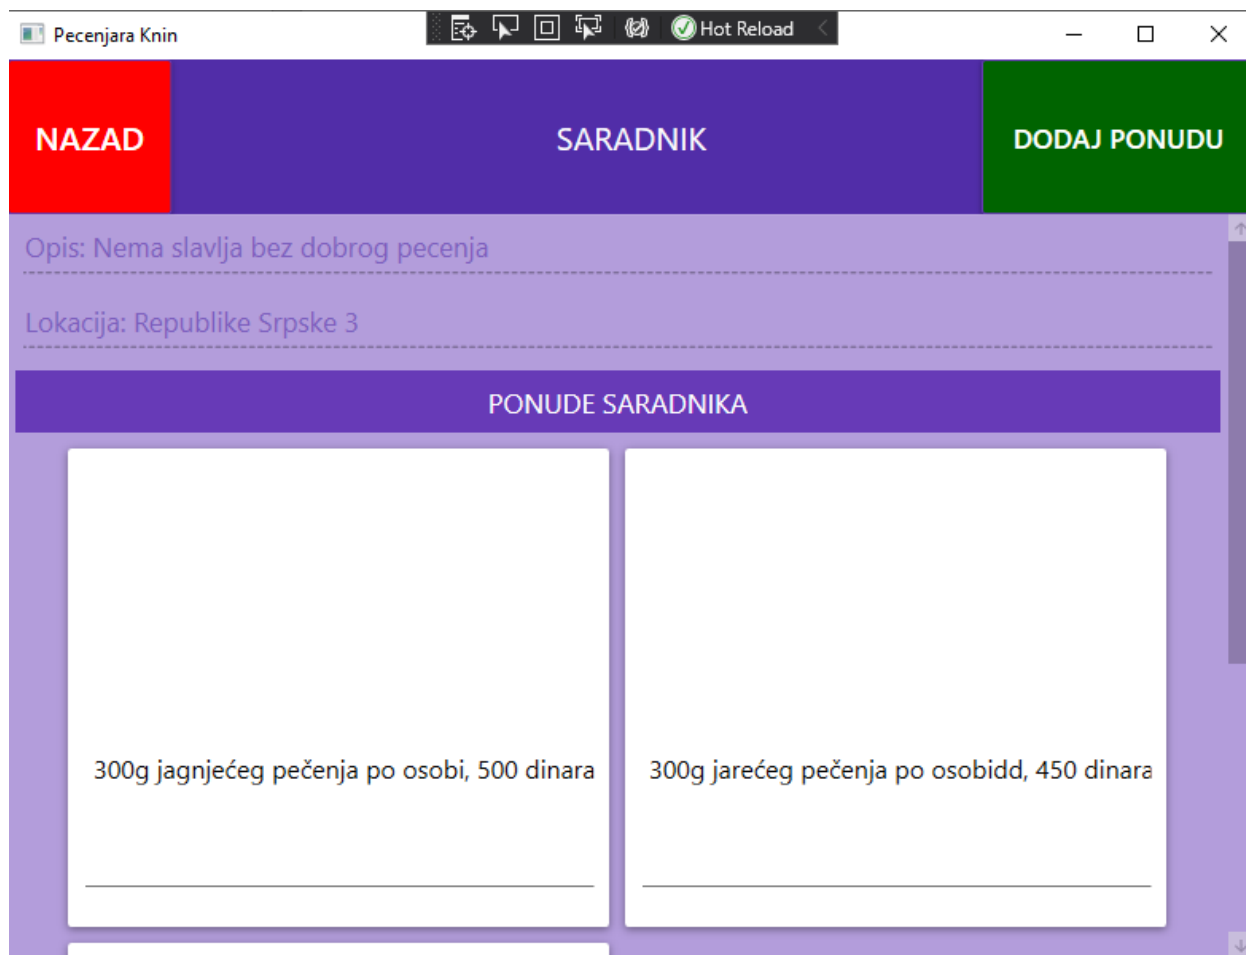 Pecenjara Knin
Hot Reload
NAZAD
SARADNIK
DODAJ PONUDU
Opis: Nema slavlja bez dobrog pecenja
Lokacija: Republike Srpske 3
PONUDE SARADNIKA
300g jagnjećeg pečenja po osobi, 500 dinara
300g jarećeg pečenja po osobidd, 450 dinara